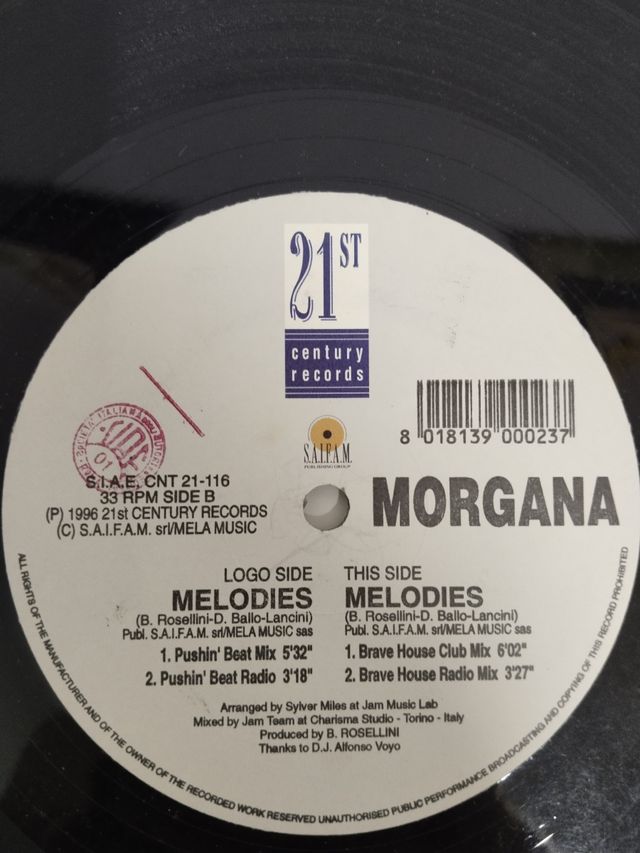 21ST
century
records
8 018139 000237
S.A.I.F.A.M.
PUBLISHING GROUP
S.I.A.E. CNT 21-116
33 RPM SIDE B
(P) 1996 21st CENTURY RECORDS
(C) S.A.I.F.A.M. srl/MELA MUSIC
MORGANA
LOGO SIDE
MELODIES
(B. Rosellini-D. Ballo-Lancini)
Publ. S.A.I.F.A.M. srl/MELA MUSIC sas
1. Pushin' Beat Mix 5'32"
2. Pushin' Beat Radio 3'18"
THIS SIDE
MELODIES
(B. Rosellini-D. Ballo-Lancini)
Publ. S.A.I.F.A.M. srl/MELA MUSIC sas
1. Brave House Club Mix 6'02"
2. Brave House Radio Mix 3'27"
Arranged by Sylver Miles at Jam Music Lab
Mixed by Jam Team at Charisma Studio - Torino - Italy
Produced by B. ROSELLINI
Thanks to D.J. Alfonso Voyo
ALL RIGHTS OF THE MANUFACTURER AND OF THE OWNER OF THE RECORDED WORK RESERVED UNAUTHORISED PUBLIC PERFORMANCE BROADCASTING AND COPYING OF THIS RECORD PROHIBITED
ITALIANA
01